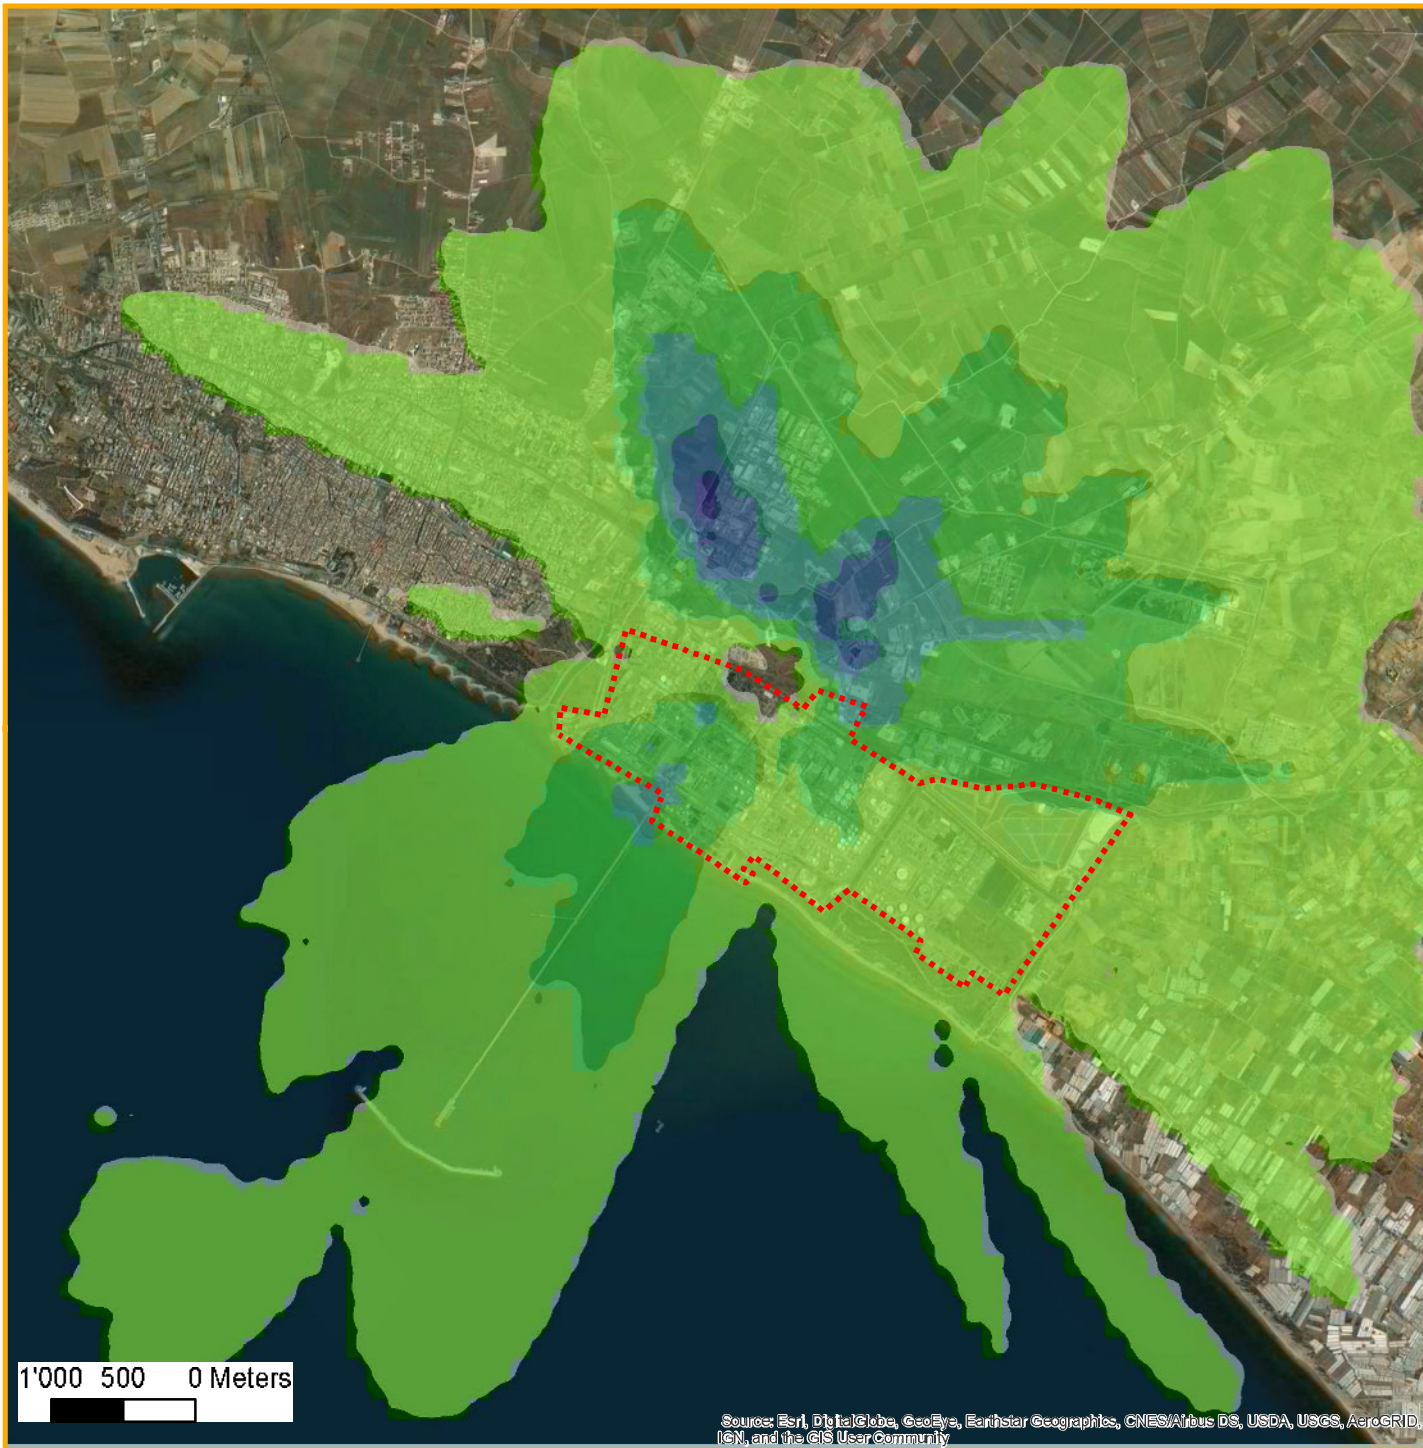 1'000 500 0 Meters
Source: Esri, DigitalGlobe, GeoEye, Earthstar Geographics, CNES/Airbus DS, USDA, USGS, AeroGRID,
IGN, and the GIS User Community